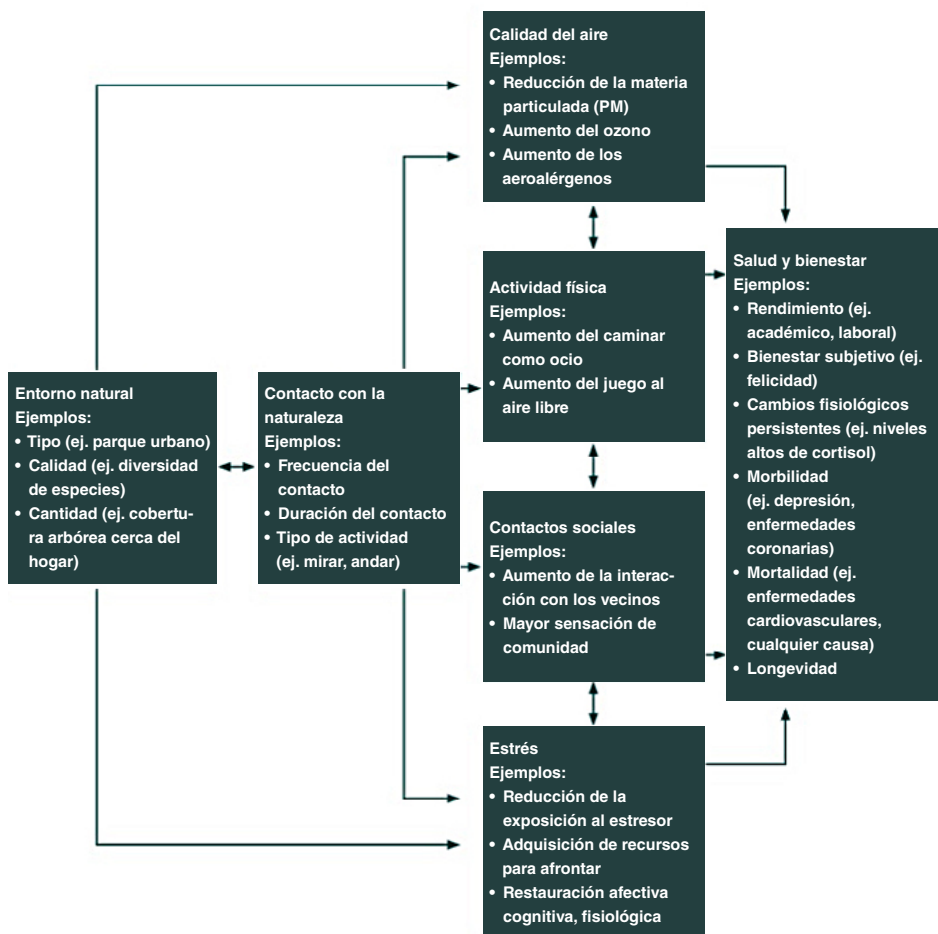 Calidad del aire
Ejemplos:
• Reducción de la materia
particulada (PM)
• Aumento del ozono
• Aumento de los
aeroalérgenos
Actividad física
Ejemplos:
• Aumento del caminar
como ocio
• Aumento del juego al
aire libre
Entorno natural
Ejemplos:
• Tipo (ej. parque urbano)
• Calidad (ej. diversidad
de especies)
• Cantidad (ej. cobertu-
ra arbórea cerca del
hogar)
Contacto con la
naturaleza
Ejemplos:
• Frecuencia del
contacto
• Duración del contacto
• Tipo de actividad
(ej. mirar, andar)
Contactos sociales
Ejemplos:
• Aumento de la interac-
ción con los vecinos
• Mayor sensación de
comunidad
Estrés
Ejemplos:
• Reducción de la
exposición al estresor
• Adquisición de recursos
para afrontar
• Restauración afectiva
cognitiva, fisiológica
Salud y bienestar
Ejemplos:
• Rendimiento (ej.
académico, laboral)
• Bienestar subjetivo (ej.
felicidad)
• Cambios fisiológicos
persistentes (ej. niveles
altos de cortisol)
• Morbilidad
(ej. depresión,
enfermedades
coronarias)
• Mortalidad (ej.
enfermedades
cardiovasculares,
cualquier causa)
• Longevidad